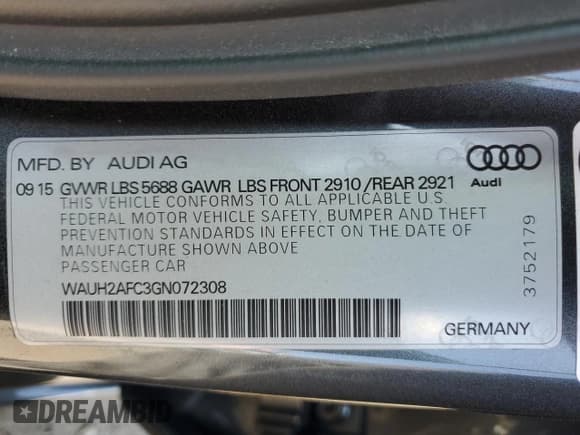 MFD. BY AUDI AG
09 15 GVWR LBS 5688 GAWR LBS FRONT 2910 /REAR 2921
Audi
THIS VEHICLE CONFORMS TO ALL APPLICABLE U.S.
FEDERAL MOTOR VEHICLE SAFETY, BUMPER AND THEFT
PREVENTION STANDARDS IN EFFECT ON THE DATE OF
MANUFACTURE SHOWN ABOVE
PASSENGER CAR
WAUH2AFC3GN072308
3752179
GERMANY
DREAMBID